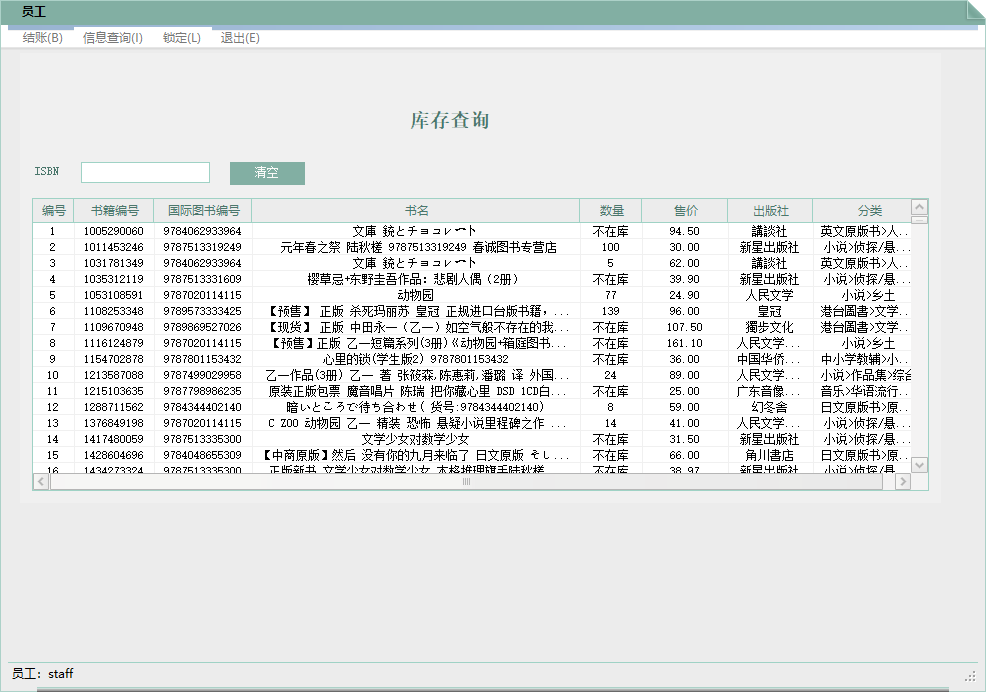 员工
结账(B) 信息查询(I) 锁定(L) 退出(E)
库存查询
ISBN 清空
编号 书籍编号 国际图书编号 书名 数量 售价 出版社 分类
1 1005290060 9784062933964 文庫 鏡とチョコレート 不在库 94.50 講談社 英文原版书>人...
2 1011453246 9787513319249 元年春之祭 陆秋槎 9787513319249 春诚图书专营店 100 30.00 新星出版社 小说>侦探/悬...
3 1031781349 9784062933964 文庫 鏡とチョコレート 5 62.00 講談社 英文原版书>人...
4 1035312119 9787513331609 樱草忌+东野圭吾作品：悲剧人偶（2册） 不在库 39.90 新星出版社 小说>侦探/悬...
5 1053108591 9787020114115 动物园 77 24.90 人民文学 小说>乡土
6 1108253348 9789573333425 【预售】 正版 杀死玛丽苏 皇冠 正规进口台版书籍，... 139 96.00 皇冠 港台圖書>文学...
7 1109670948 9789869527026 【现货】 正版 中田永一（乙一）如空气般不存在的我... 不在库 107.50 獨步文化 港台圖書>文字...
8 1116124879 9787020114115 【预售】正版 乙一短篇系列(3册)《动物园+箱庭图书... 不在库 161.10 人民文学... 小说>乡土
9 1154702878 9787801153432 心里的锁(学生版2) 9787801153432 不在库 36.00 中国华侨... 中小学教辅>小...
10 1213587088 9787499029958 乙一作品(3册) 乙一 著 张筱森,陈惠莉,潘璐 译 外国... 24 89.00 人民文学... 小说>作品集>综合
11 1215103635 9787798986235 原装正版包票 魔音唱片 陈瑞 把你藏心里 DSD 1CD白... 不在库 25.00 广东音像... 音乐>华语流行...
12 1288711562 9784344402140 暗いところで待ち合わせ( 货号:9784344402140) 8 59.00 幻冬舎 日文原版书>原...
13 1376849198 9787020114115 C ZOO 动物园 乙一 精装 恐怖 悬疑小说里程碑之作 ... 14 41.00 人民文学... 小说>侦探/悬...
14 1417480059 9787513335300 文学少女对数学少女 不在库 31.50 新星出版社 小说>侦探/悬...
15 1428604696 9784048655309 【中商原版】然后 没有你的九月来临了 日文原版 そし... 不在库 66.00 角川書店 日文原版书>原...
16 1434273324 9787513335300 正版新书 文学少女对数学少女 本格推理旗手陆秋槎... 不在库 38.97 新星出版社 小说>侦探/悬...
员工：staff